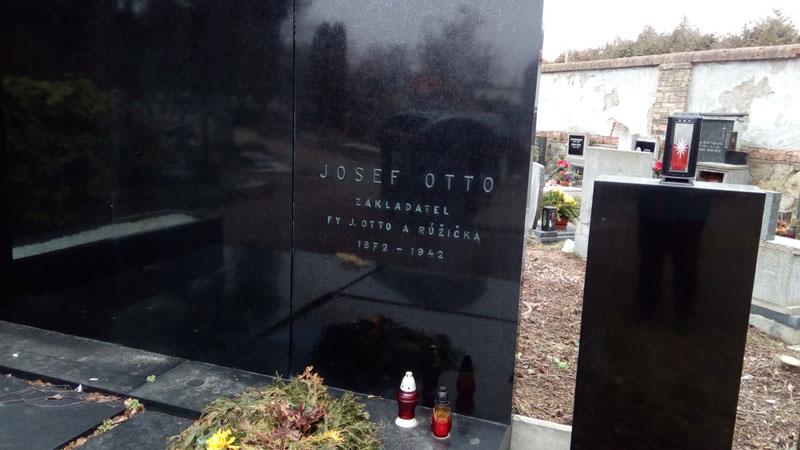 JOSEF OTTO
ZAKLADATEL
FY J. OTTO A RŮŽIČKA
1872 – 1942